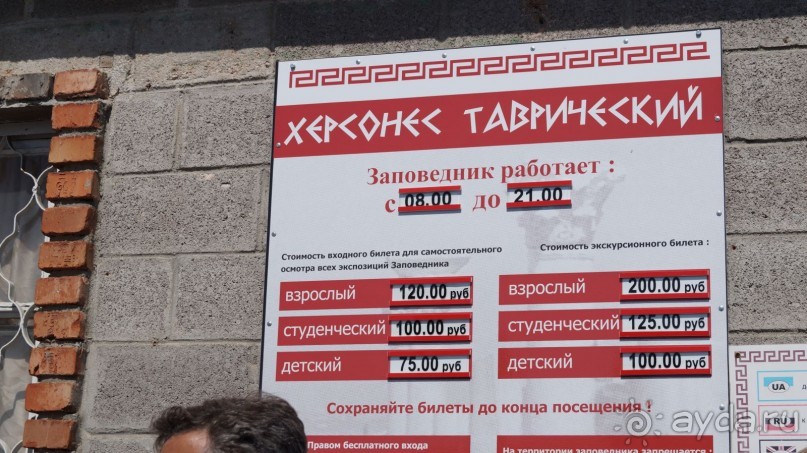 ХЕРСОНЕС ТАВРИЧЕСКИЙ
Заповедник работает :
с 08.00 до 21.00
Стоимость входного билета для самостоятельного
осмотра всех экспозиций Заповедника
взрослый 120.00 руб
студенческий 100.00 руб
детский 75.00 руб
Стоимость экскурсионного билета :
взрослый 200.00 руб
студенческий 125.00 руб
детский 100.00 руб
Сохраняйте билеты до конца посещения !
Правом бесплатного входа
На территории заповедника запрещается :
UA
RU
ayda.ru